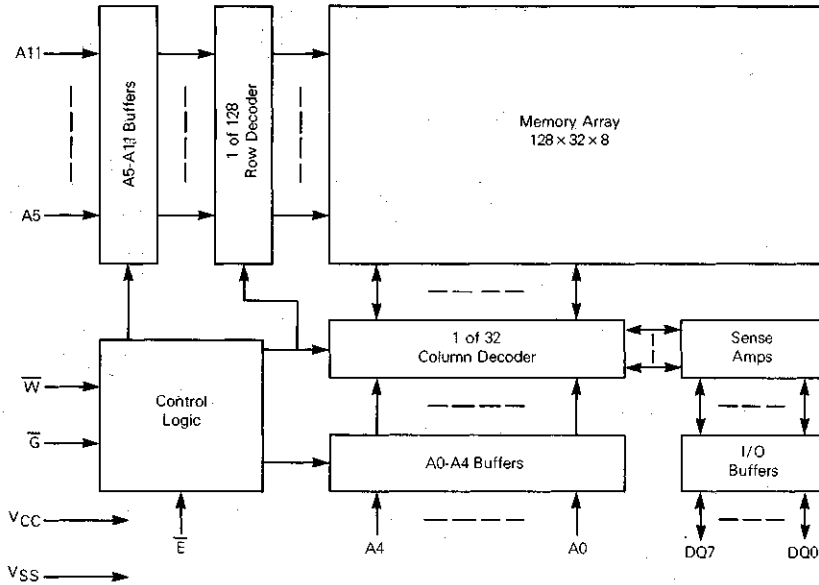 A11
A5
A5-A11 Buffers
1 of 128
Row Decoder
Memory Array
128 × 32 × 8
1 of 32
Column Decoder
Sense
Amps
W̅
G̅
Control
Logic
A0-A4 Buffers
I/O
Buffers
VCC
VSS
E̅
A4
A0
DQ7
DQ0